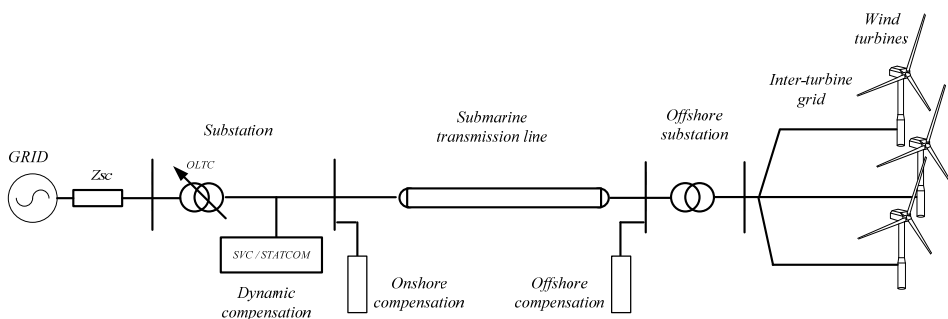 Wind
turbines
Inter-turbine
grid
Submarine
transmission line
Offshore
substation
Substation
GRID
OLTC
Zsc
SVC / STATCOM
Dynamic
compensation
Onshore
compensation
Offshore
compensation